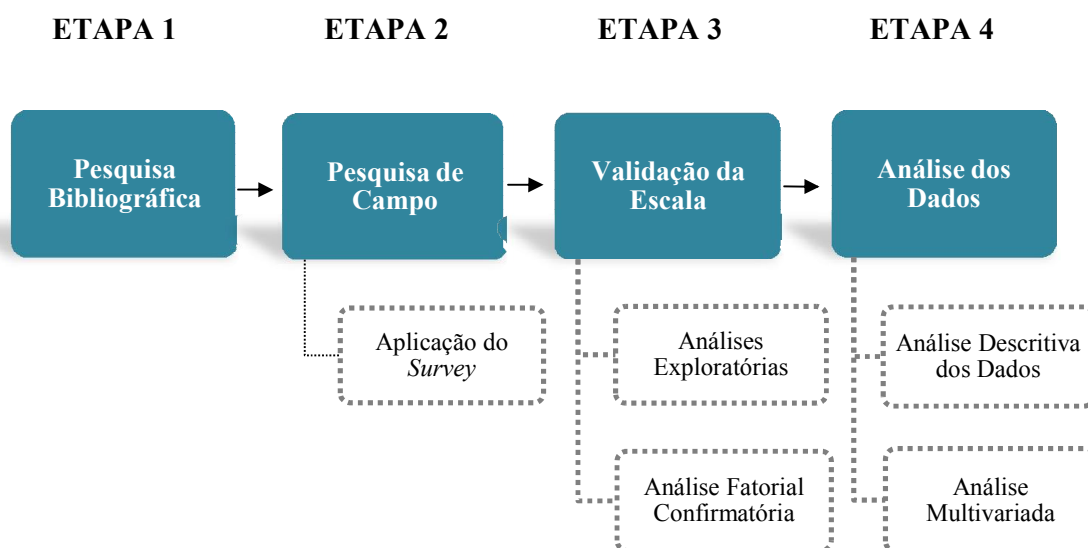 ETAPA 1
ETAPA 2
ETAPA 3
ETAPA 4
Pesquisa
Bibliográfica
Pesquisa de
Campo
Validação da
Escala
Análise dos
Dados
Aplicação do
Survey
Análises
Exploratórias
Análise Descritiva
dos Dados
Análise Fatorial
Confirmatória
Análise
Multivariada